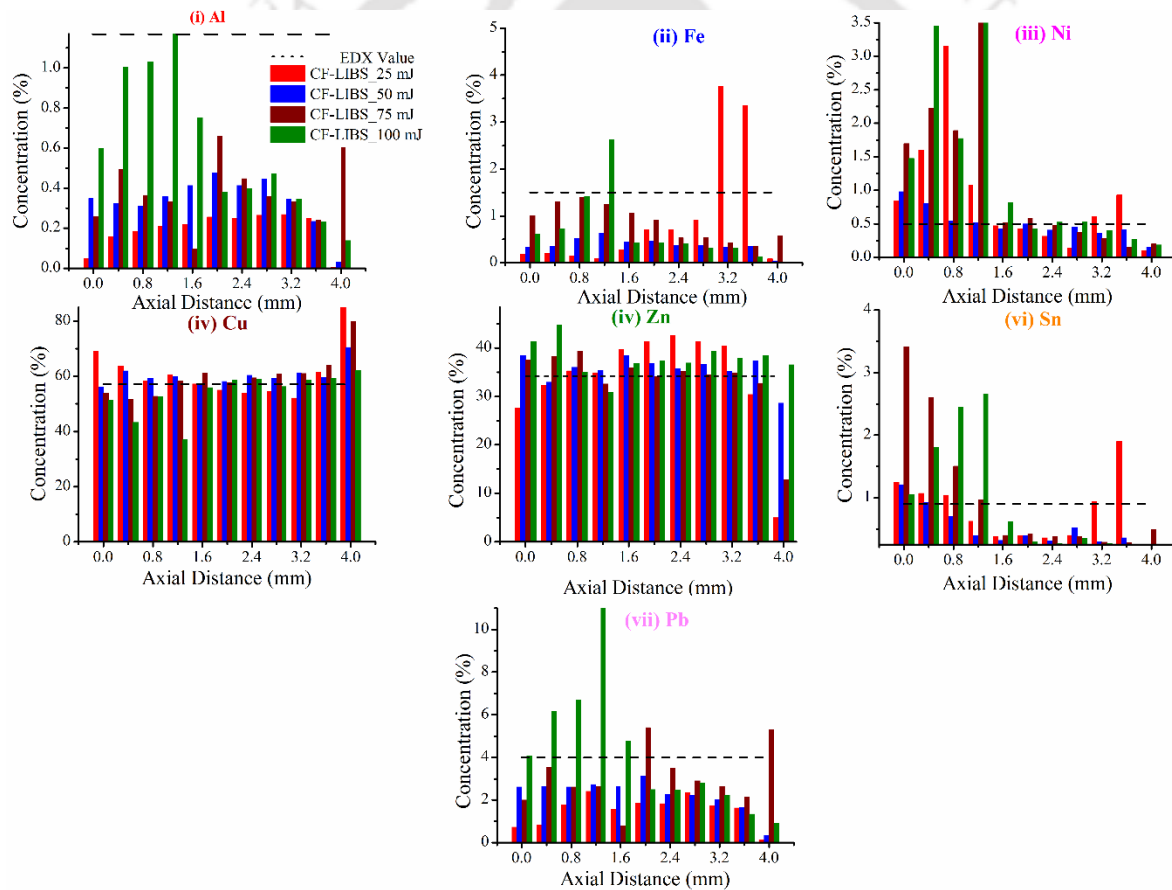 (i) Al
Concentration (%)
1.0
0.8
0.6
0.4
0.2
0.0
EDX Value
CF-LIBS_25 mJ
CF-LIBS_50 mJ
CF-LIBS_75 mJ
CF-LIBS_100 mJ
0.0 0.8 1.6 2.4 3.2 4.0
Axial Distance (mm)
(ii) Fe
Concentration (%)
5
4
3
2
1
0
0.0 0.8 1.6 2.4 3.2 4.0
Axial Distance (mm)
(iii) Ni
Concentration (%)
3.5
3.0
2.5
2.0
1.5
1.0
0.5
0.0
0.0 0.8 1.6 2.4 3.2 4.0
Axial Distance (mm)
(iv) Cu
Concentration (%)
80
60
40
20
0
0.0 0.8 1.6 2.4 3.2 4.0
Axial Distance (mm)
(iv) Zn
Concentration (%)
40
30
20
10
0
0.0 0.8 1.6 2.4 3.2 4.0
Axial Distance (mm)
(vi) Sn
Concentration (%)
4
3
2
1
0.0 0.8 1.6 2.4 3.2 4.0
Axial Distance (mm)
(vii) Pb
Concentration (%)
10
8
6
4
2
0
0.0 0.8 1.6 2.4 3.2 4.0
Axial Distance (mm)